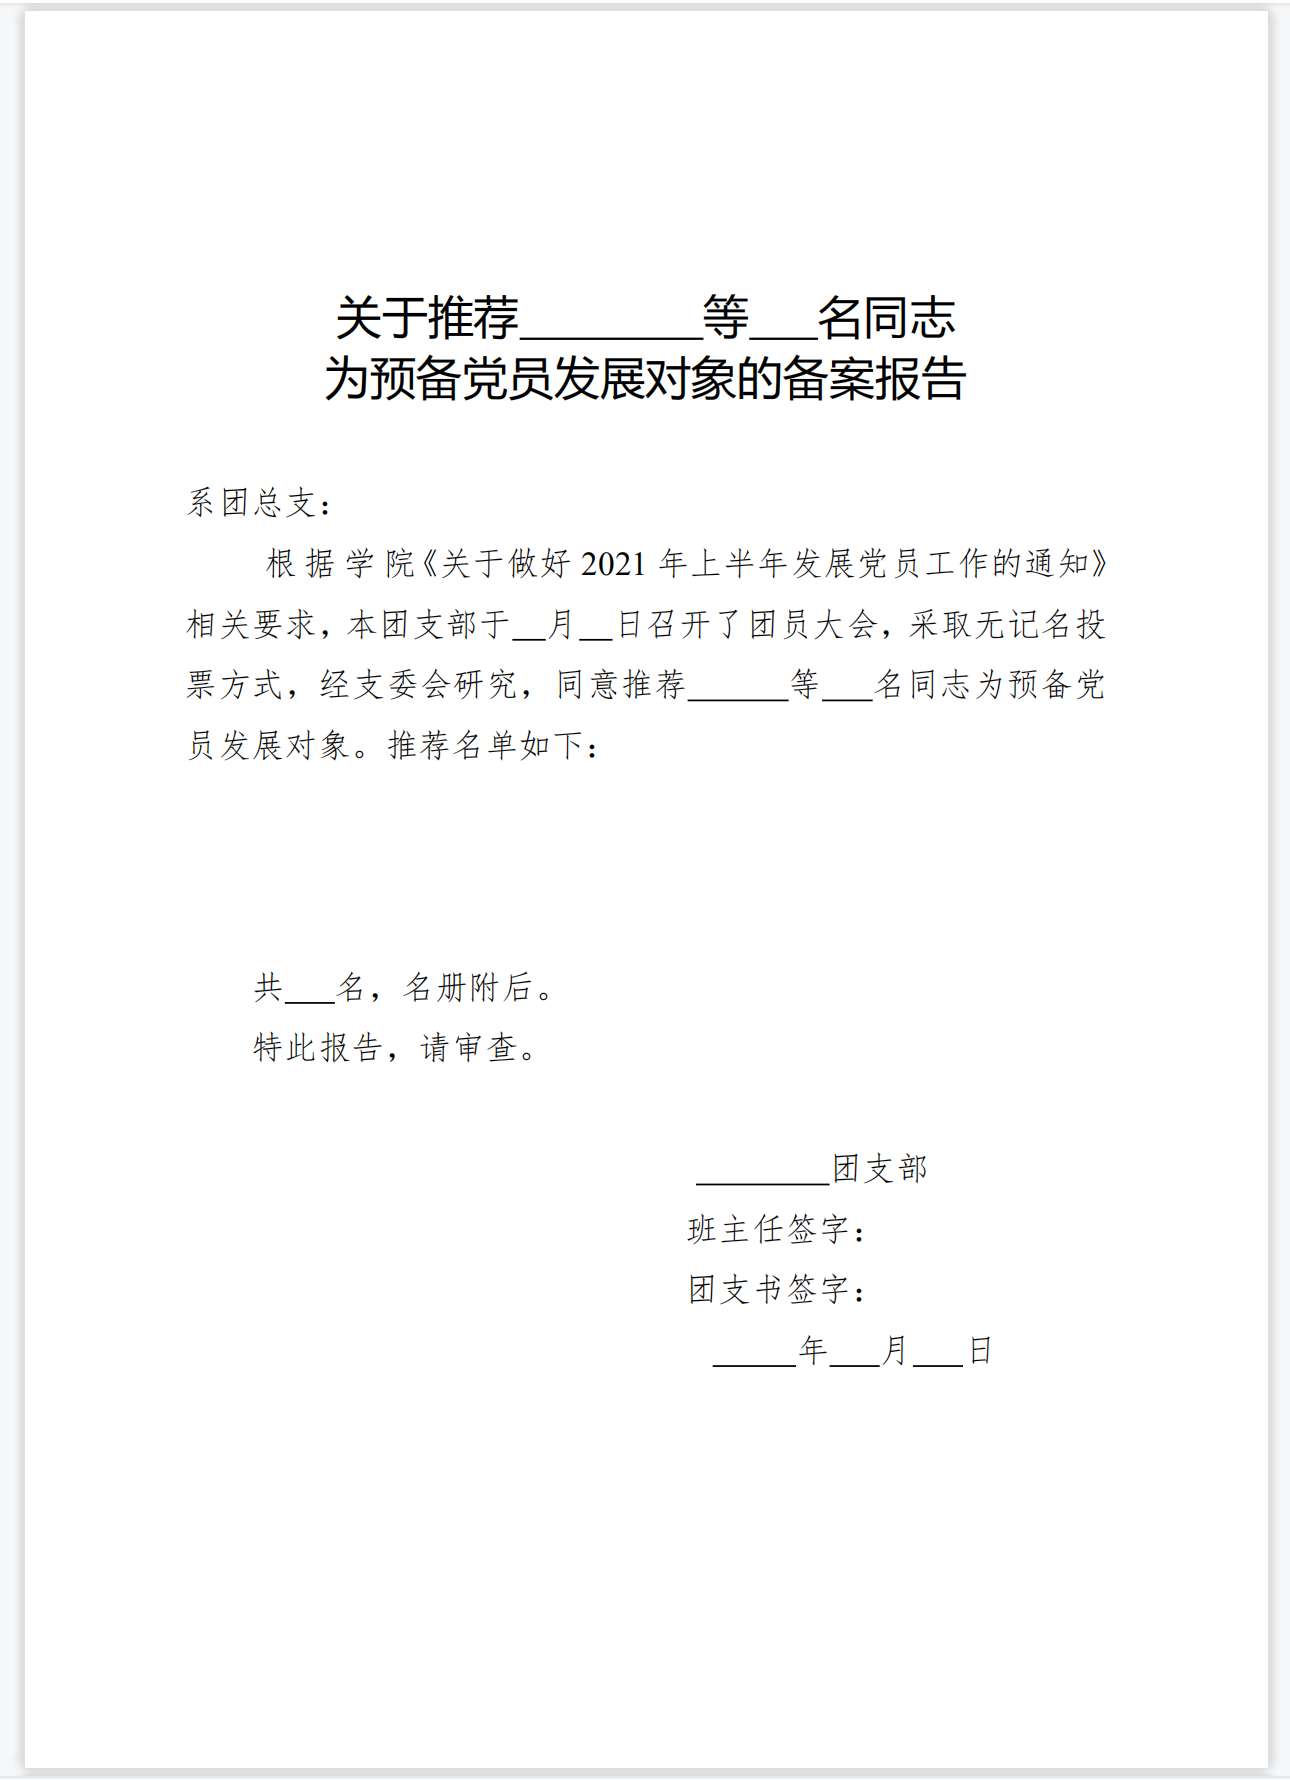 关于推荐________等___名同志
为预备党员发展对象的备案报告
系团总支：
根据学院《关于做好 2021 年上半年发展党员工作的通知》
相关要求，本团支部于__月__日召开了团员大会，采取无记名投
票方式，经支委会研究，同意推荐______等___名同志为预备党
员发展对象。推荐名单如下：
共___名，名册附后。
特此报告，请审查。
________团支部
班主任签字：
团支书签字：
_____年___月___日